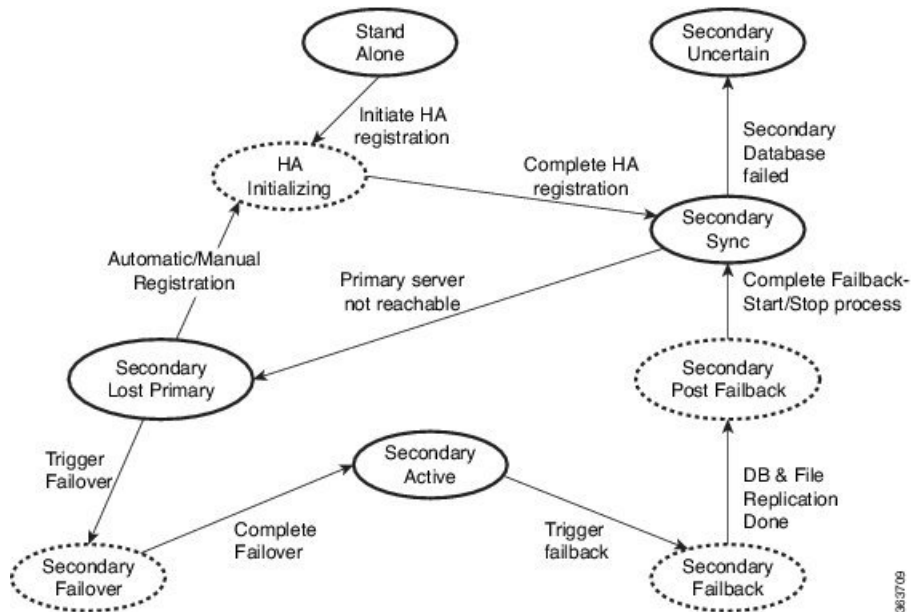 Stand
Alone
Secondary
Uncertain
Initiate HA
registration
Secondary
Database
failed
HA
Initializing
Complete HA
registration
Secondary
Sync
Automatic/Manual
Registration
Primary server
not reachable
Complete Failback-
Start/Stop process
Secondary
Lost Primary
Secondary
Post Failback
Trigger
Failover
Secondary
Active
DB & File
Replication
Done
Complete
Failover
Trigger
failback
Secondary
Failover
Secondary
Failback
363709